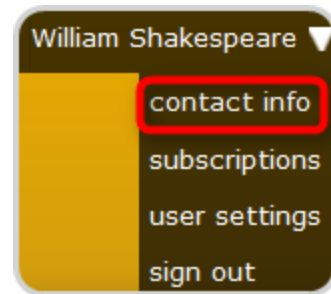 William Shakespeare
contact info
subscriptions
user settings
sign out